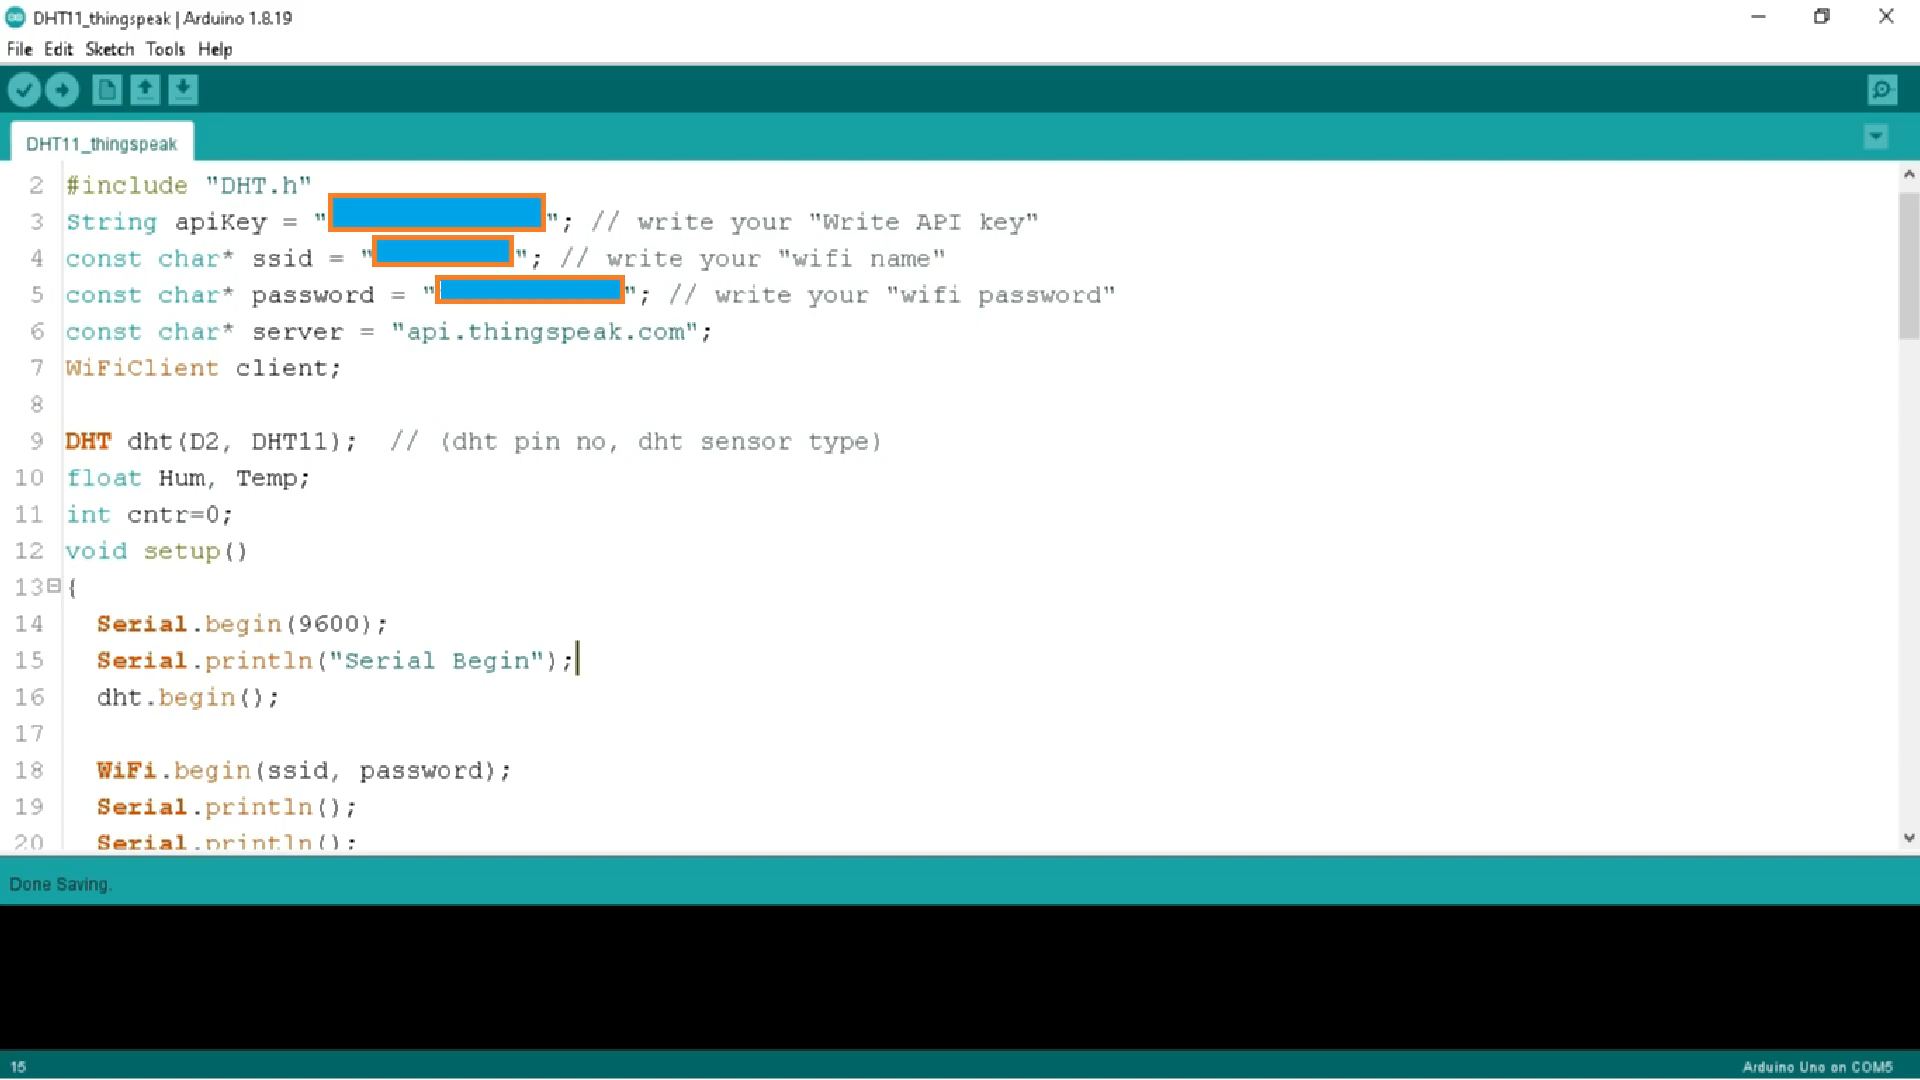 DHT11_thingspeak | Arduino 1.8.19
File Edit Sketch Tools Help
DHT11_thingspeak
2 #include "DHT.h"
3 String apiKey = ""; // write your "Write API key"
4 const char* ssid = ""; // write your "wifi name"
5 const char* password = ""; // write your "wifi password"
6 const char* server = "api.thingspeak.com";
7 WiFiClient client;
8
9 DHT dht(D2, DHT11);  // (dht pin no, dht sensor type)
10 float Hum, Temp;
11 int cntr=0;
12 void setup()
13 {
14   Serial.begin(9600);
15   Serial.println("Serial Begin");
16   dht.begin();
17
18   WiFi.begin(ssid, password);
19   Serial.println();
20   Serial.println();
Done Saving.
15 Arduino Uno on COM5